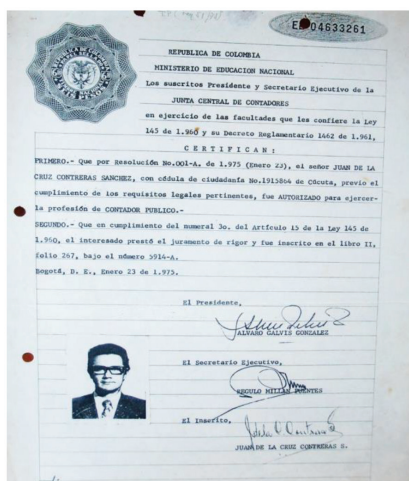 E 04633261
REPUBLICA DE COLOMBIA
MINISTERIO DE EDUCACION NACIONAL
Los suscritos Presidente y Secretario Ejecutivo de la
JUNTA CENTRAL DE CONTADORES
en ejercicio de las facultades que les confiere la Ley
145 de 1.960 y su Decreto Reglamentario 1462 de 1.961,
C E R T I F I C A N :
PRIMERO.- Que por Resolución No.001-A. de 1.975 (Enero 23), el señor JUAN DE LA
CRUZ CONTRERAS SANCHEZ, con cédula de ciudadanía No.1915864 de Cúcuta, previo el
cumplimiento de los requisitos legales pertinentes, fue AUTORIZADO para ejercer-
la profesión de CONTADOR PUBLICO.-
SEGUNDO.- Que en cumplimiento del numeral 3o. del Artículo 15 de la Ley 145 de
1.960, el interesado prestó el juramento de rigor y fue inscrito en el libro II,
folio 267, bajo el número 5914-A.
Bogotá, D. E., Enero 23 de 1.975.
El Presidente,
ALVARO GALVIS GONZALEZ
El Secretario Ejecutivo,
REGULO MILLAN PUENTES
El Inscrito,
JUAN DE LA CRUZ CONTRERAS S.